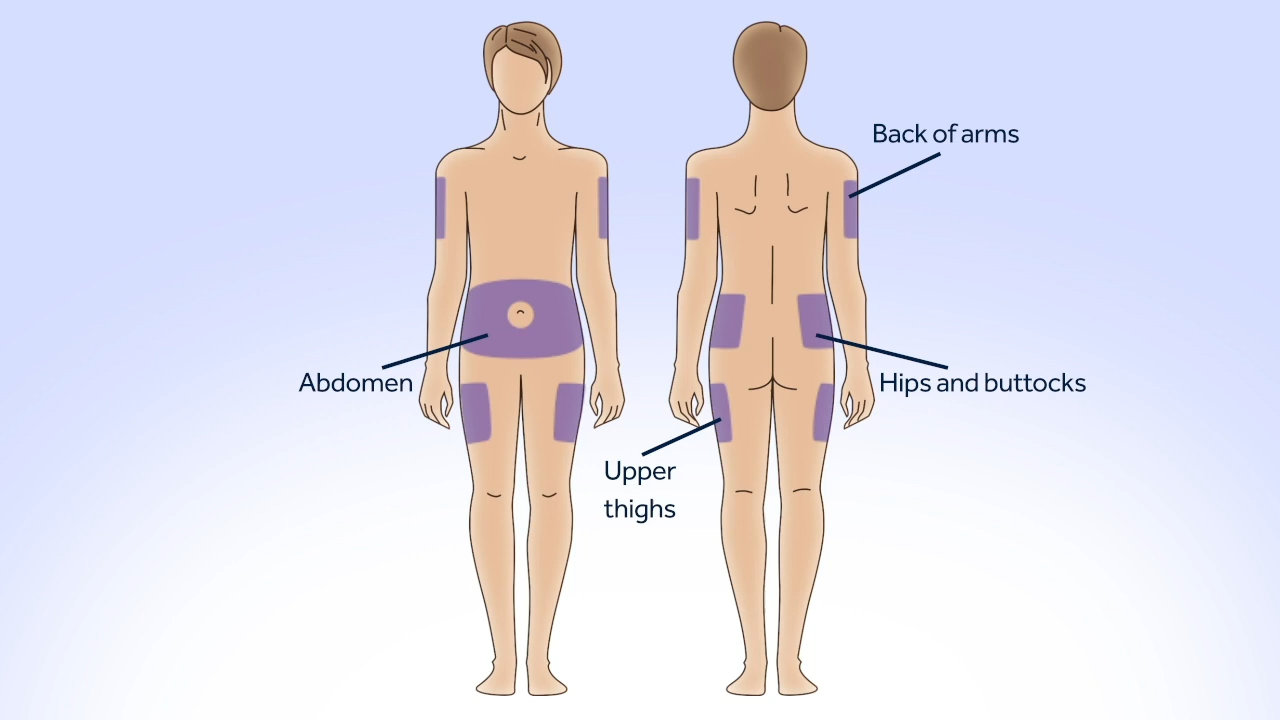 Back of arms
Abdomen
Hips and buttocks
Upper
thighs